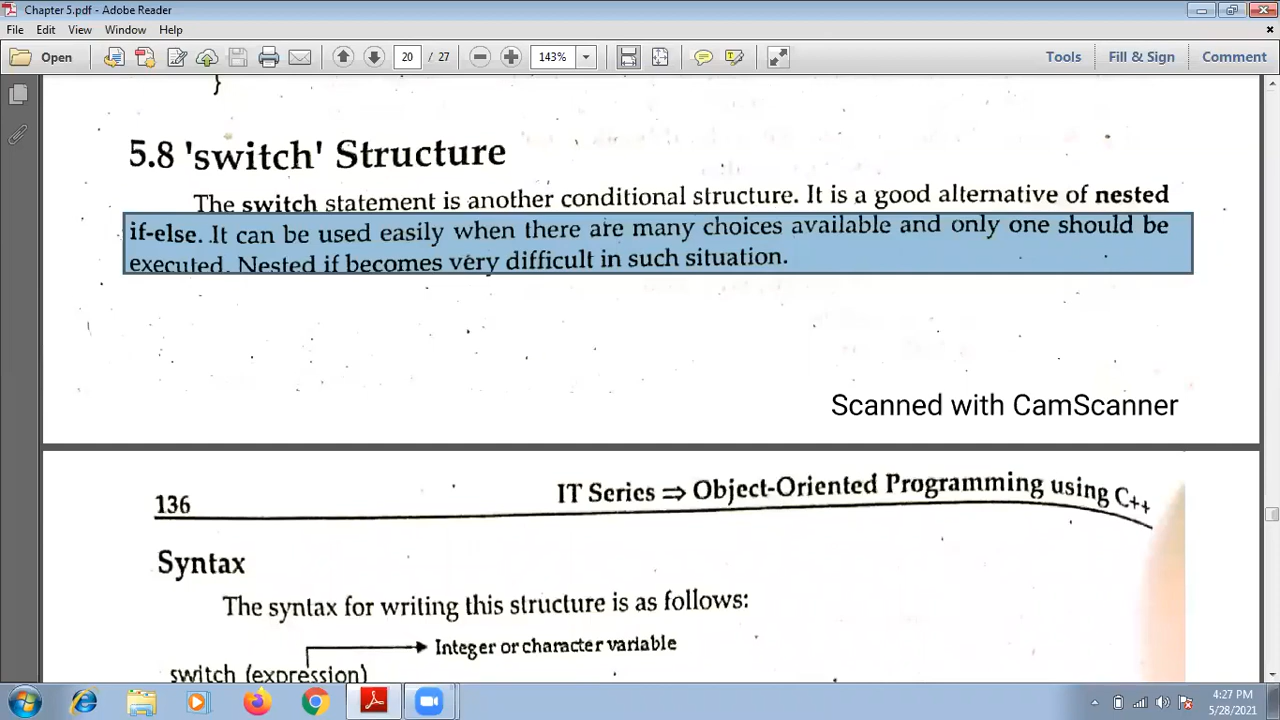 Chapter 5.pdf - Adobe Reader
File Edit View Window Help
Open 20 / 27 143% Tools Fill & Sign Comment
}
5.8 'switch' Structure
The switch statement is another conditional structure. It is a good alternative of nested
if-else. It can be used easily when there are many choices available and only one should be
executed. Nested if becomes very difficult in such situation.
Scanned with CamScanner
136 IT Series ⇒ Object-Oriented Programming using C++
Syntax
The syntax for writing this structure is as follows:
Integer or character variable
switch (expression)
4:27 PM
5/28/2021